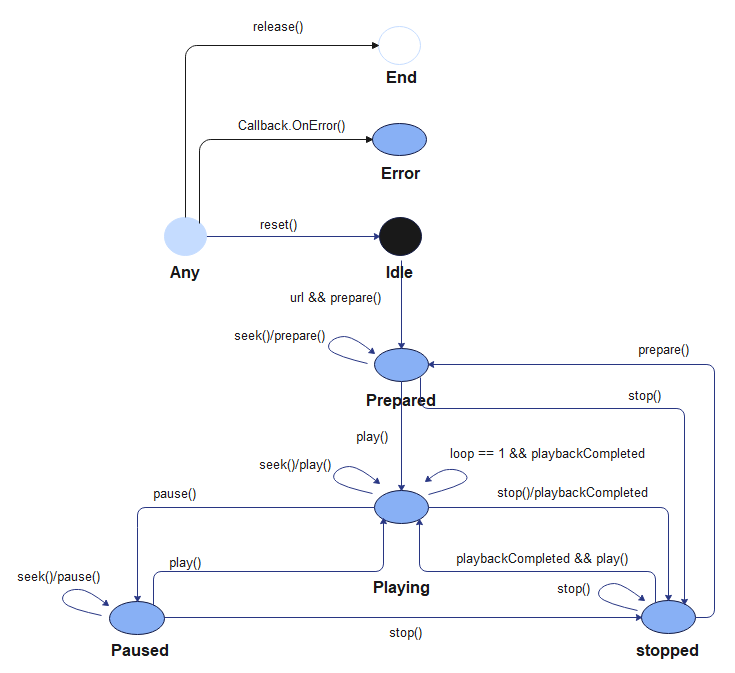 release()
End
Callback.OnError()
Error
reset()
Any
Idle
url && prepare()
seek()/prepare()
prepare()
Prepared
stop()
play()
loop == 1 && playbackCompleted
seek()/play()
pause()
stop()/playbackCompleted
play()
playbackCompleted && play()
seek()/pause()
Playing
stop()
stop()
Paused
stopped